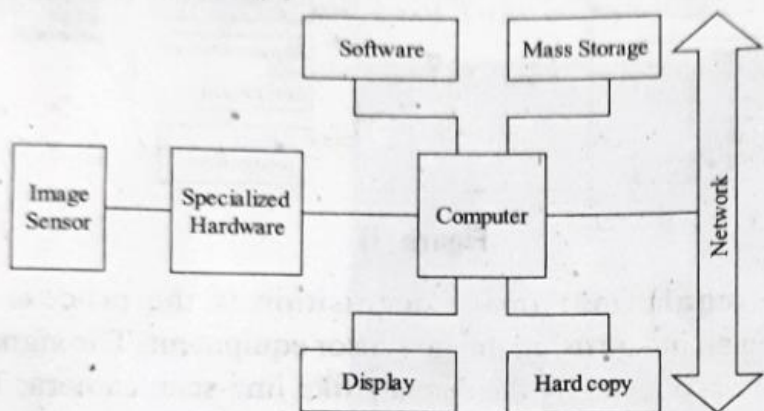 Software
Mass Storage
Image
Sensor
Specialized
Hardware
Computer
Network
Display
Hard copy